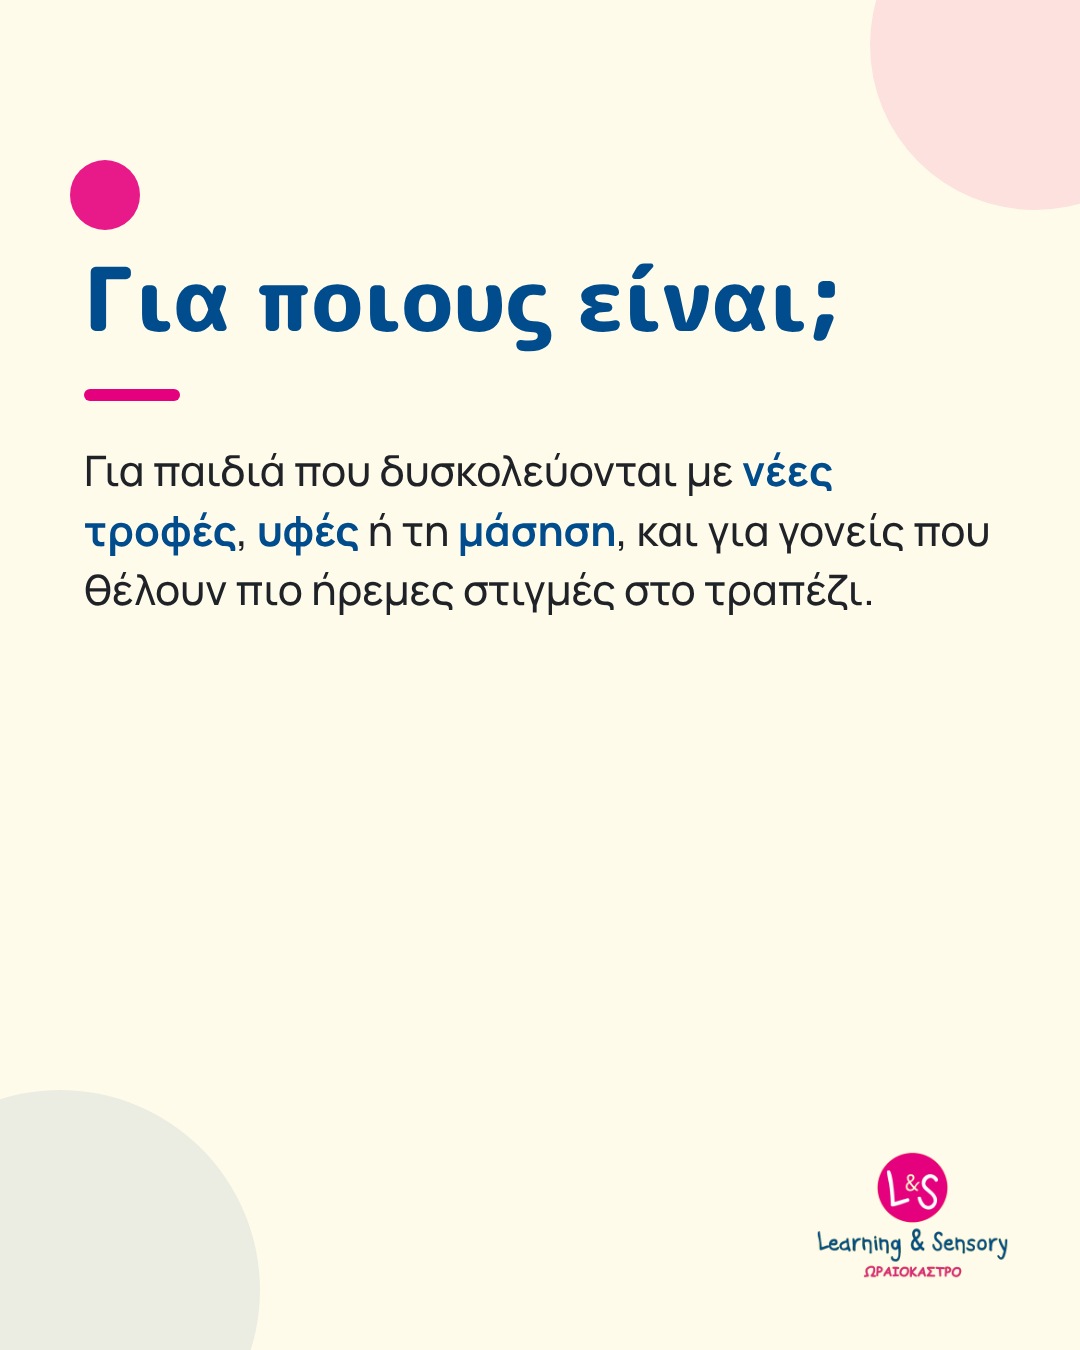 Για ποιους είναι;
Για παιδιά που δυσκολεύονται με νέες
τροφές, υφές ή τη μάσηση, και για γονείς που
θέλουν πιο ήρεμες στιγμές στο τραπέζι.
L&S
Learning & Sensory
ΩΡΑΙΟΚΑΣΤΡΟ